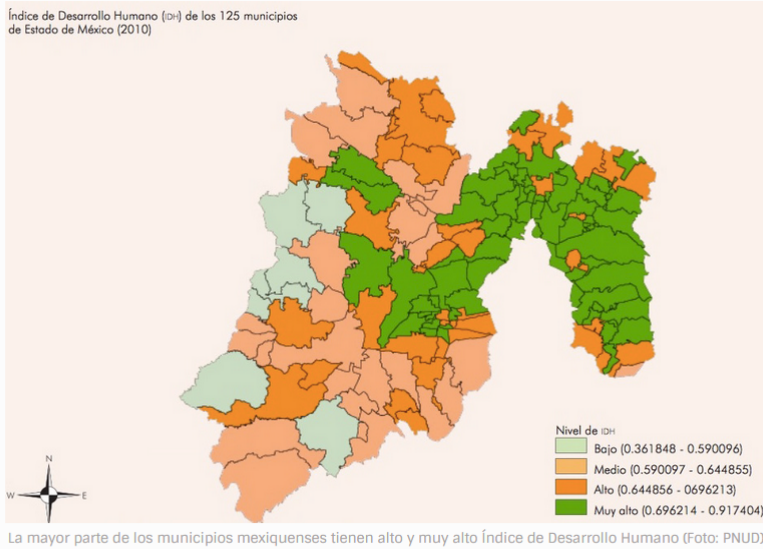 Índice de Desarrollo Humano (IDH) de los 125 municipios
de Estado de México (2010)
N
W
E
S
Nivel de IDH
Bajo (0.361848 - 0.590096)
Medio (0.590097 - 0.644855)
Alto (0.644856 - 0696213)
Muy alto (0.696214 - 0.917404)
La mayor parte de los municipios mexiquenses tienen alto y muy alto Índice de Desarrollo Humano (Foto: PNUD)